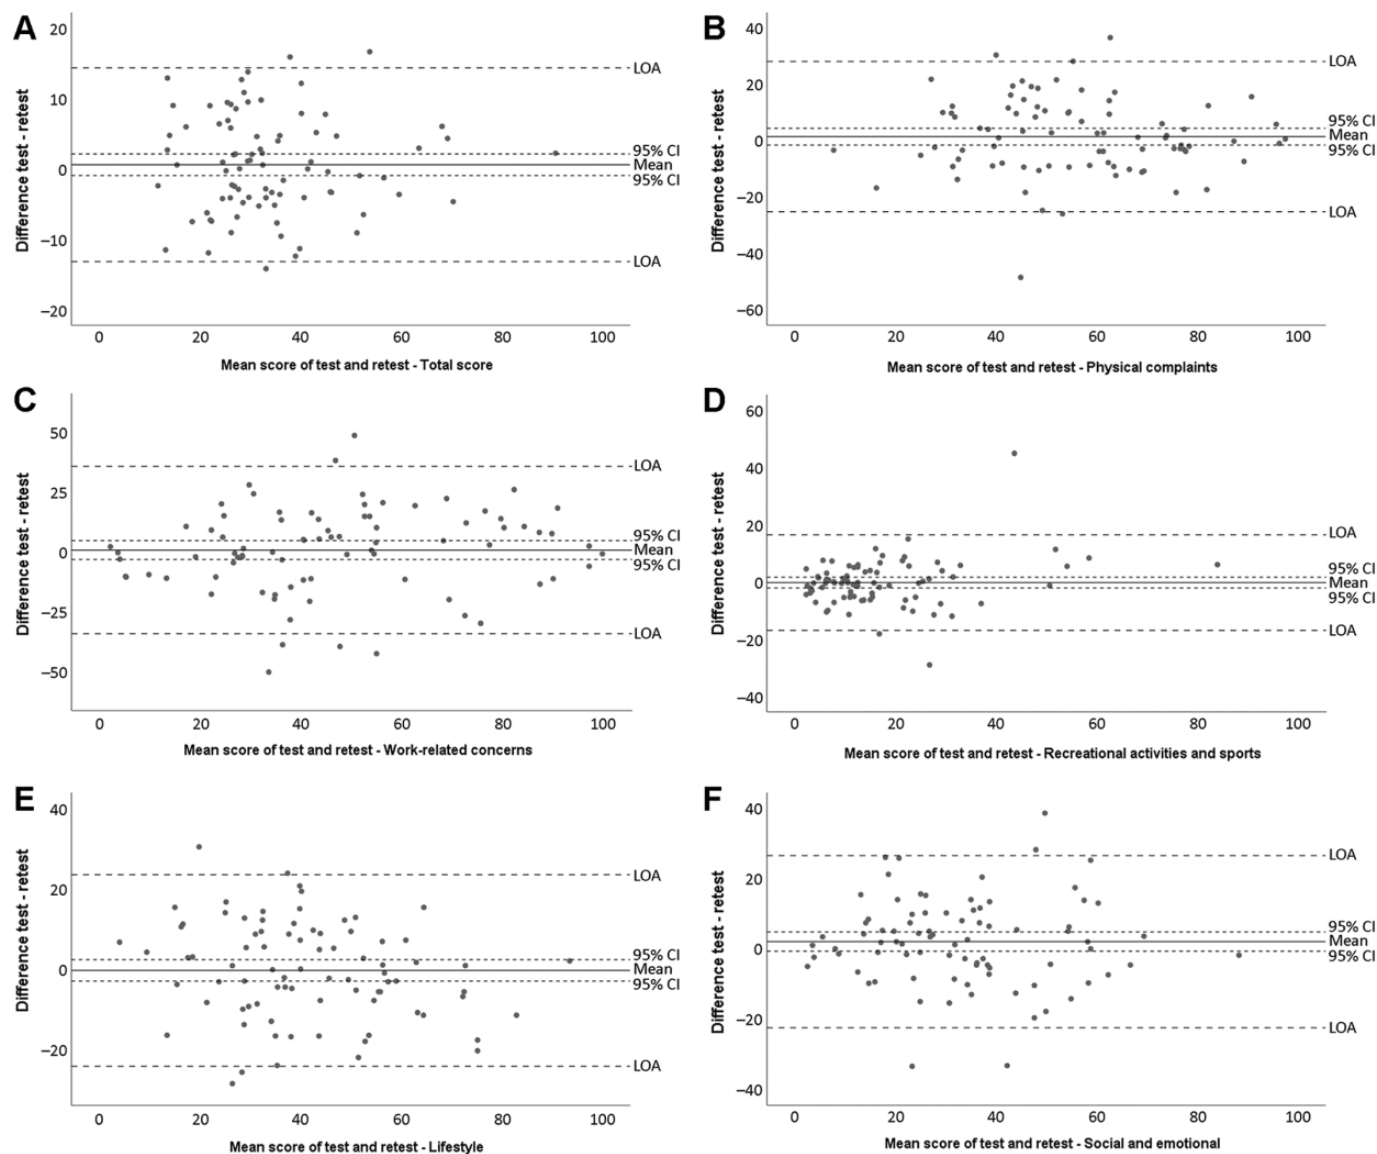 A
Difference test - retest
20
10
0
−10
−20
LOA
95% CI
Mean
95% CI
LOA
0 20 40 60 80 100
Mean score of test and retest - Total score
B
Difference test - retest
40
20
0
−20
−40
−60
LOA
95% CI
Mean
95% CI
LOA
0 20 40 60 80 100
Mean score of test and retest - Physical complaints
C
Difference test - retest
50
25
0
−25
−50
LOA
95% CI
Mean
95% CI
LOA
0 20 40 60 80 100
Mean score of test and retest - Work-related concerns
D
Difference test - retest
60
40
20
0
−20
−40
LOA
95% CI
Mean
95% CI
LOA
0 20 40 60 80 100
Mean score of test and retest - Recreational activities and sports
E
Difference test - retest
40
20
0
−20
LOA
95% CI
Mean
95% CI
LOA
0 20 40 60 80 100
Mean score of test and retest - Lifestyle
F
Difference test - retest
40
20
0
−20
−40
LOA
95% CI
Mean
95% CI
LOA
0 20 40 60 80 100
Mean score of test and retest - Social and emotional